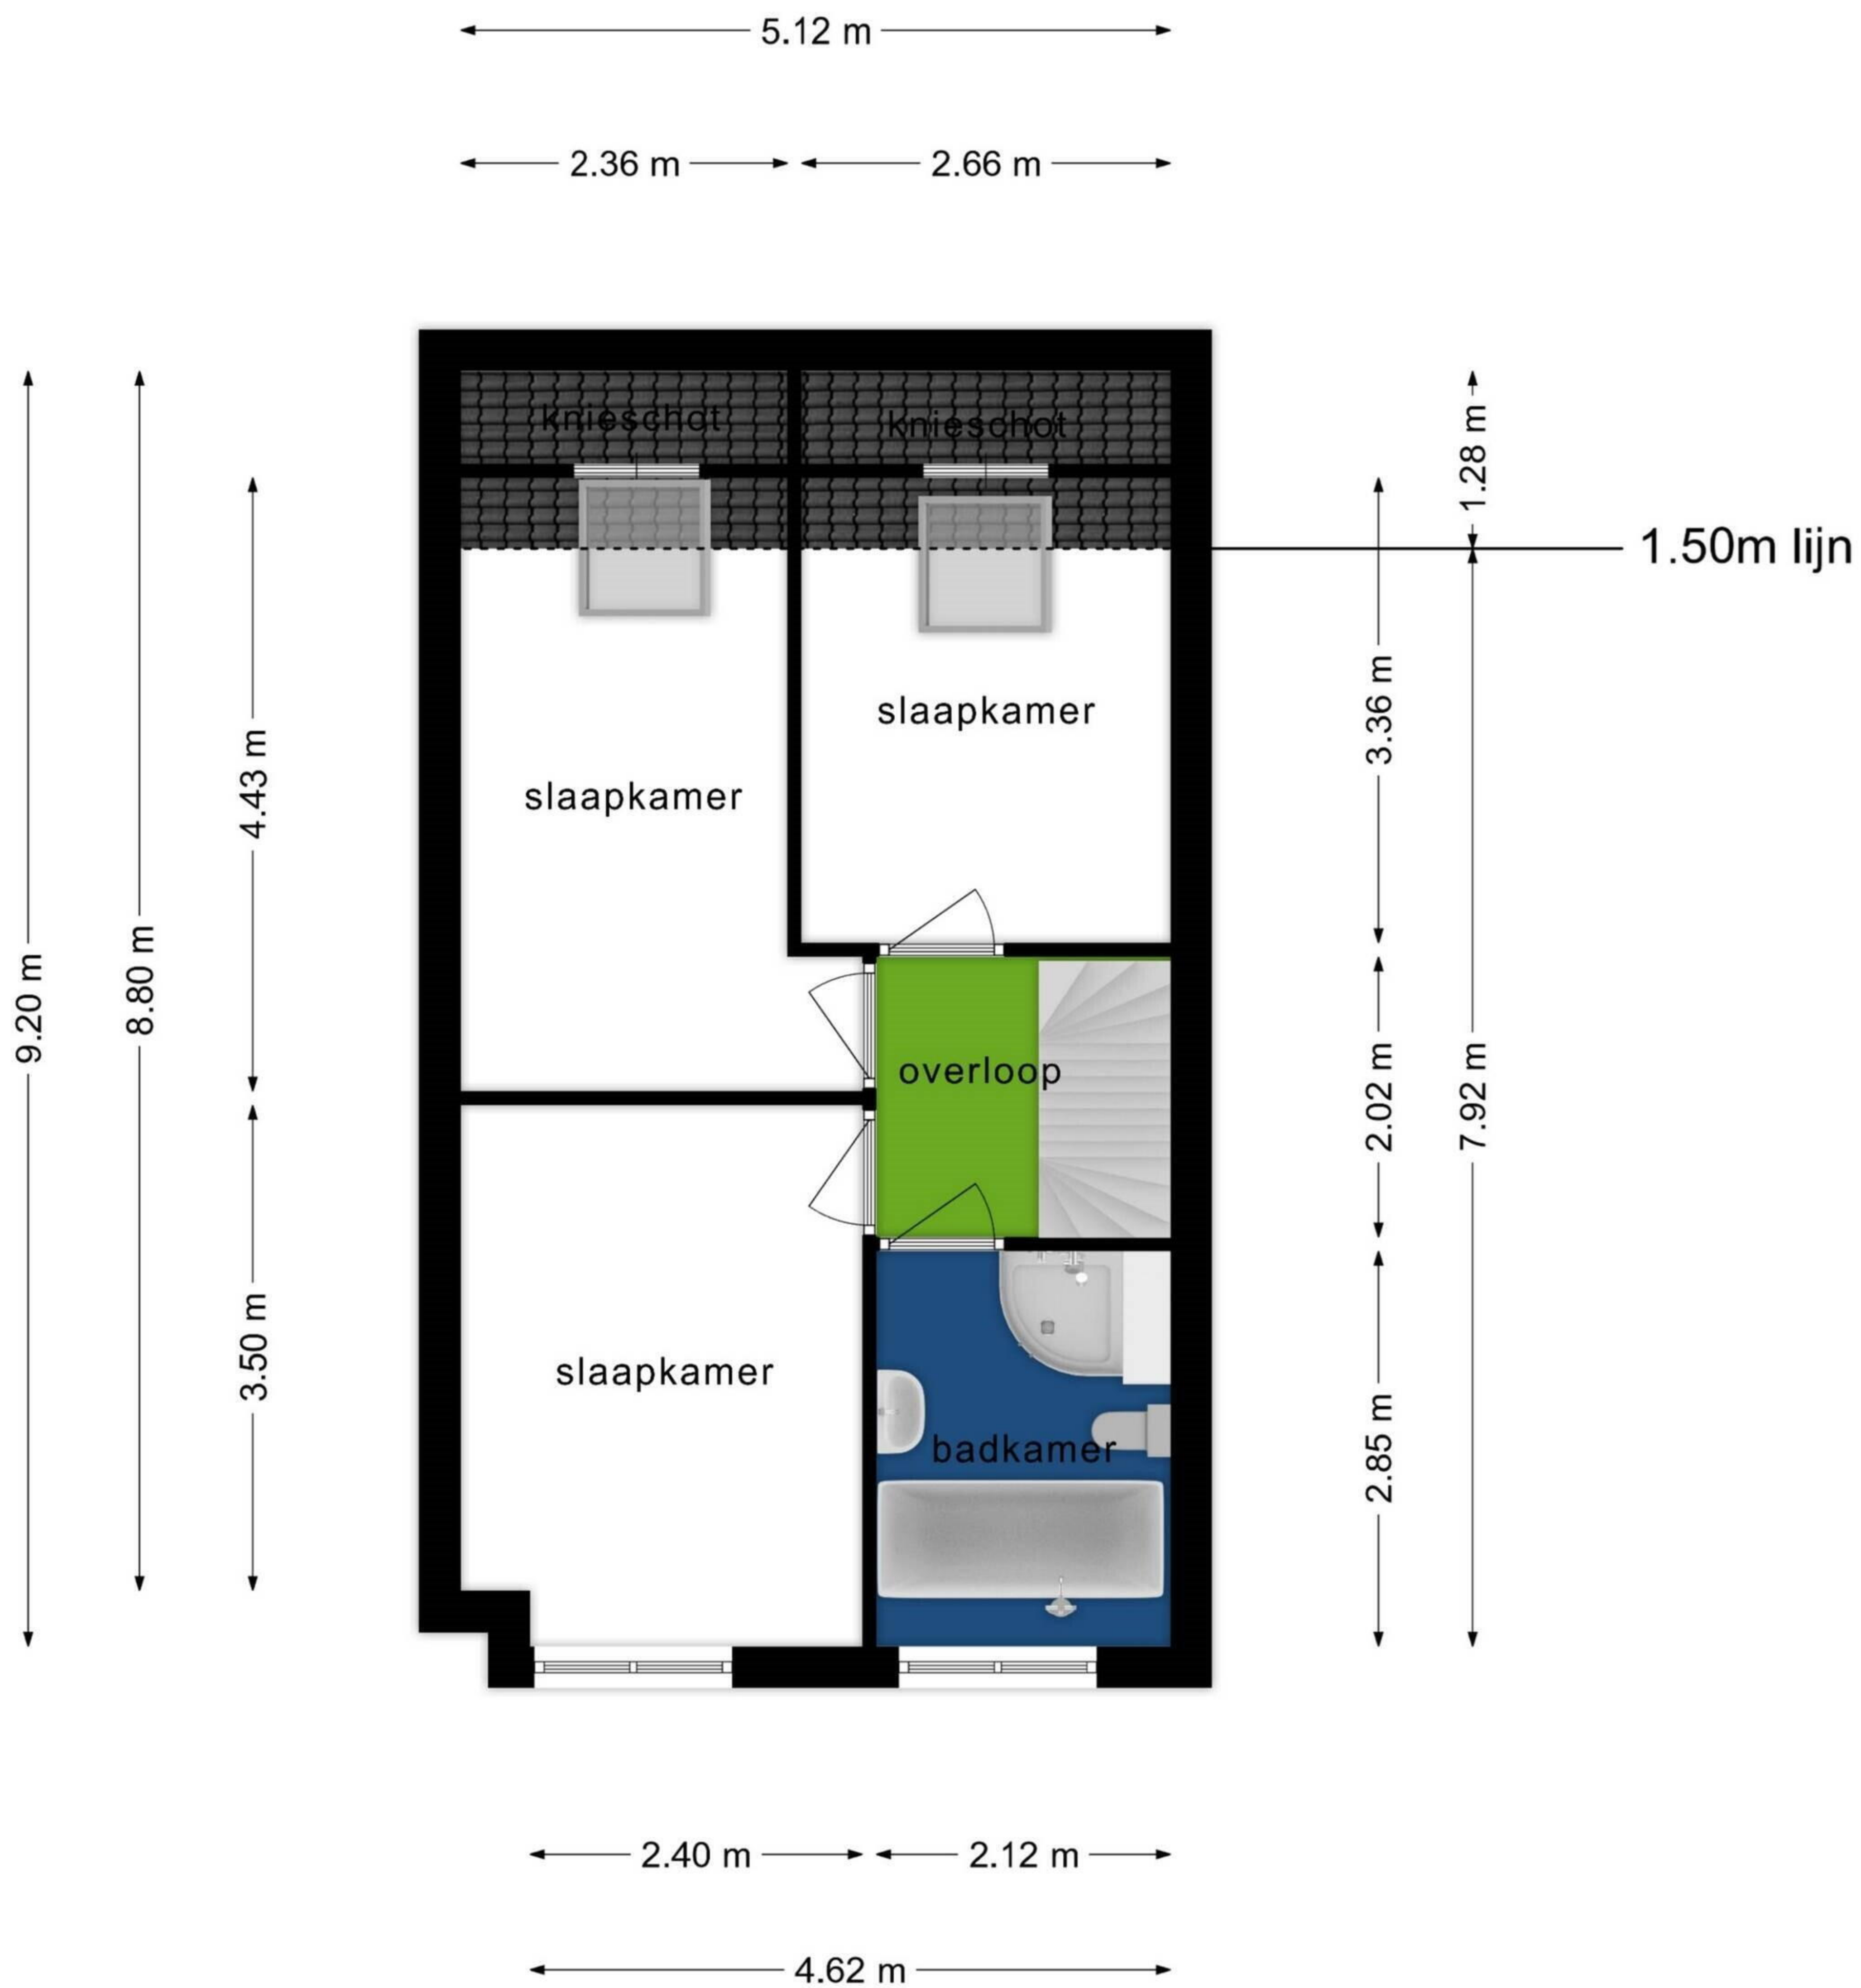 5.12 m
2.36 m
2.66 m
knieschot
knieschot
1.28 m
1.50m lijn
3.36 m
slaapkamer
4.43 m
slaapkamer
8.80 m
9.20 m
overloop
2.02 m
7.92 m
3.50 m
slaapkamer
badkamer
2.85 m
2.40 m
2.12 m
4.62 m